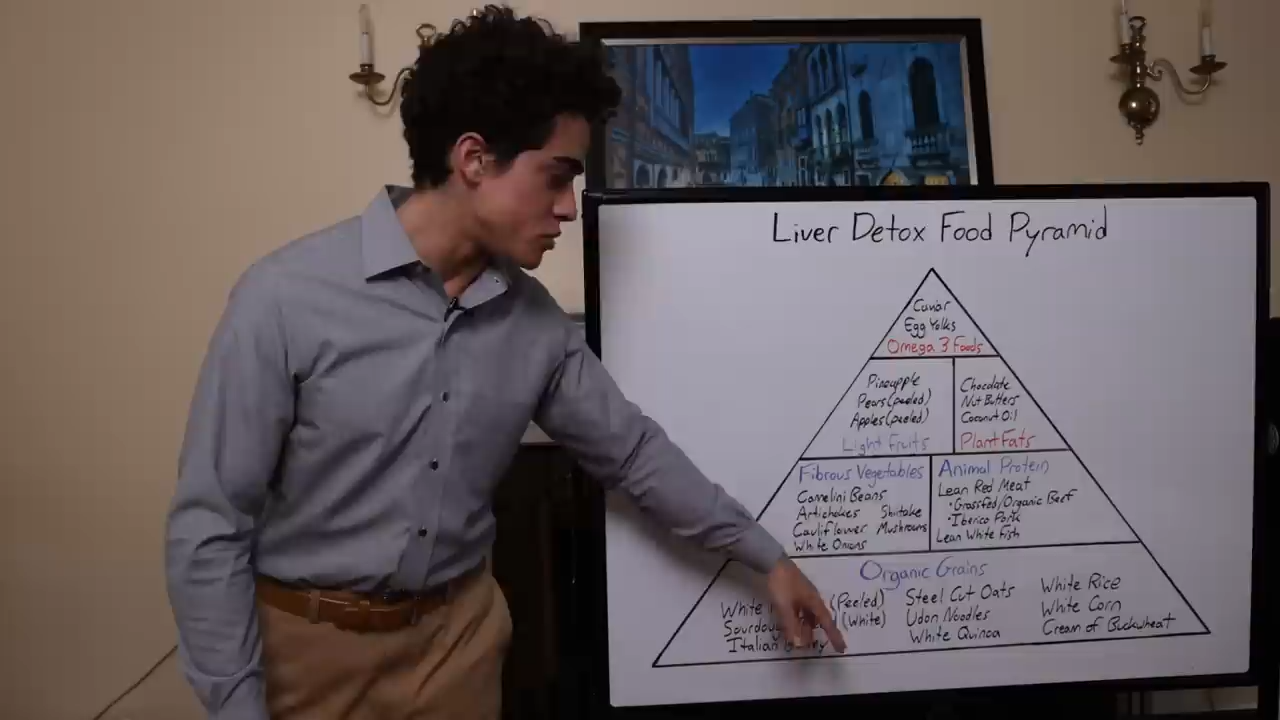 Liver Detox Food Pyramid
Caviar
Egg Yolks
Omega 3 Foods
Pineapple
Pears (peeled)
Apples (peeled)
Light Fruits
Chocolate
Nut Butters
Coconut Oil
Plant Fats
Fibrous Vegetables
Artichokes Shiitake
Cauliflower Mushrooms
White Onions
Animal Protein
Lean Red Meat
• Grassfed/Organic Beef
• Iberico Pork
Lean White Fish
Organic Grains
White (Peeled)
(White)
Italian
Steel Cut Oats
Udon Noodles
White Quinoa
White Rice
White Corn
Cream of Buckwheat